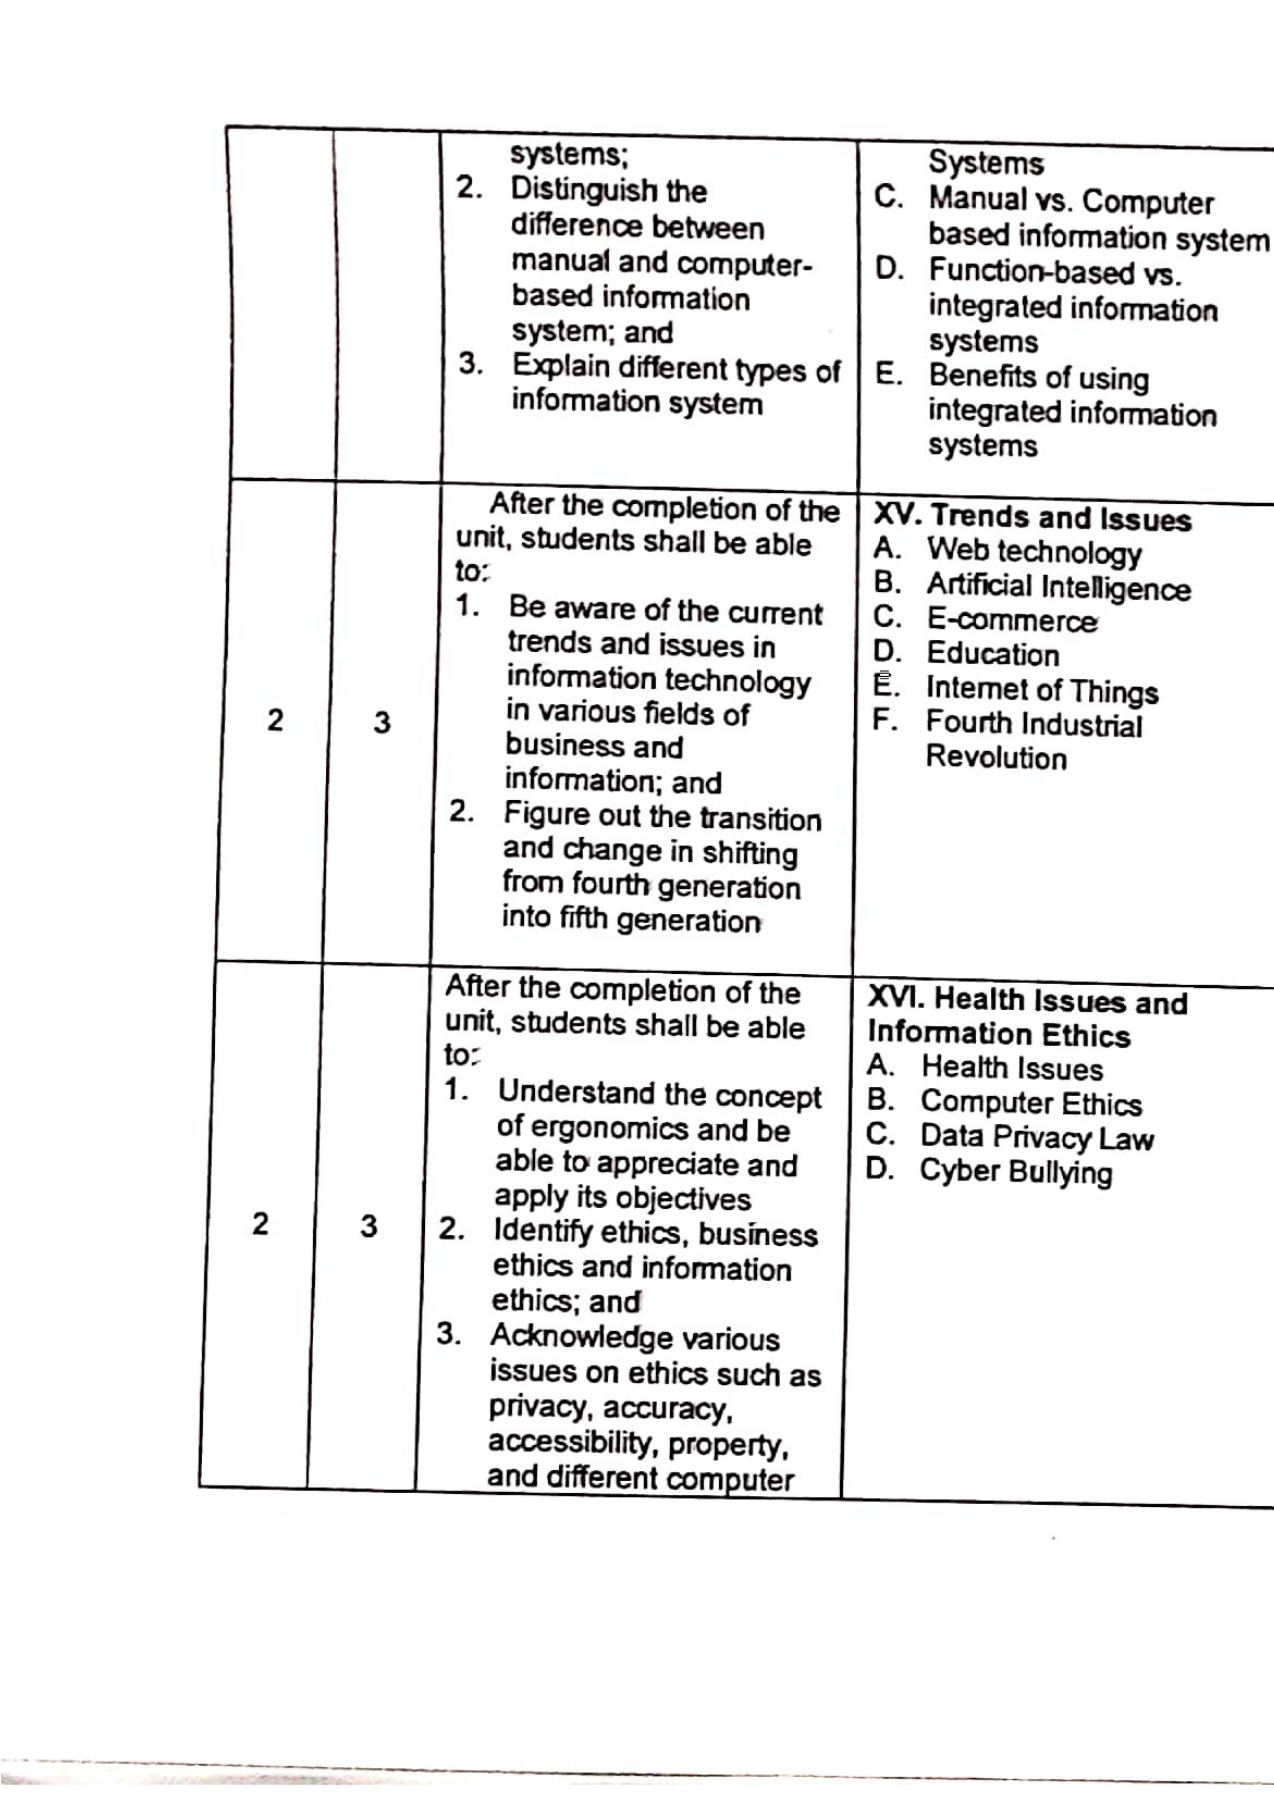 systems;
2. Distinguish the
difference between
manual and computer-
based information
system; and
3. Explain different types of
information system
Systems
C. Manual vs. Computer
based information system
D. Function-based vs.
integrated information
systems
E. Benefits of using
integrated information
systems
2
3
After the completion of the
unit, students shall be able
to:
1. Be aware of the current
trends and issues in
information technology
in various fields of
business and
information; and
2. Figure out the transition
and change in shifting
from fourth generation
into fifth generation
XV. Trends and Issues
A. Web technology
B. Artificial Intelligence
C. E-commerce
D. Education
E. Internet of Things
F. Fourth Industrial
Revolution
2
3
After the completion of the
unit, students shall be able
to:
1. Understand the concept
of ergonomics and be
able to appreciate and
apply its objectives
2. Identify ethics, business
ethics and information
ethics; and
3. Acknowledge various
issues on ethics such as
privacy, accuracy,
accessibility, property,
and different computer
XVI. Health Issues and
Information Ethics
A. Health Issues
B. Computer Ethics
C. Data Privacy Law
D. Cyber Bullying